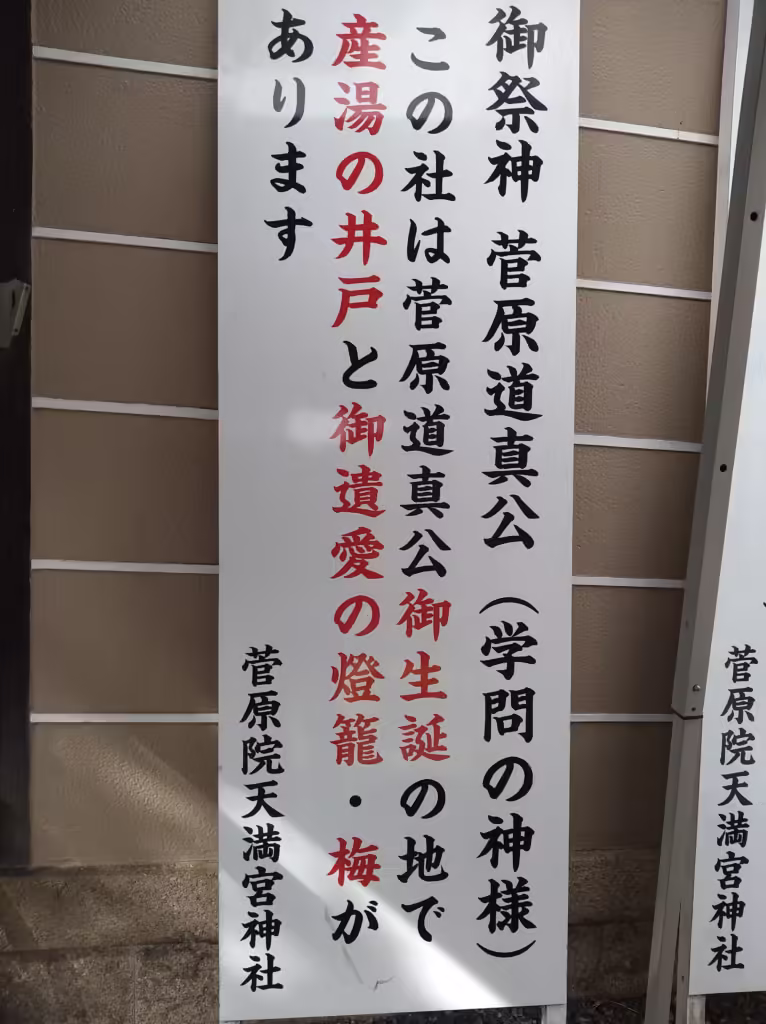 御祭神 菅原道真公（学問の神様）
この社は菅原道真公御生誕の地で
産湯の井戸と御遺愛の燈籠・梅が
あります
菅原院天満宮神社
菅原院天満宮神社